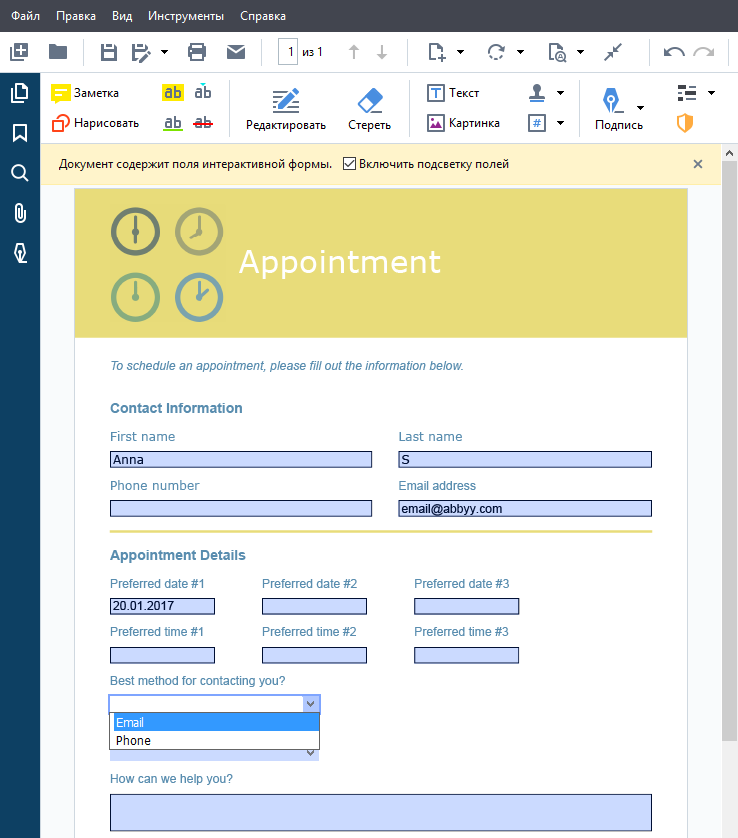 Файл Правка Вид Инструменты Справка
1 из 1
Заметка ab ab Текст
Нарисовать ab ab Редактировать Стереть Картинка # Подпись
Документ содержит поля интерактивной формы. Включить подсветку полей
Appointment
To schedule an appointment, please fill out the information below.
Contact Information
First name Last name
Anna S
Phone number Email address
email@abbyy.com
Appointment Details
Preferred date #1 Preferred date #2 Preferred date #3
20.01.2017
Preferred time #1 Preferred time #2 Preferred time #3
Best method for contacting you?
Email
Phone
How can we help you?